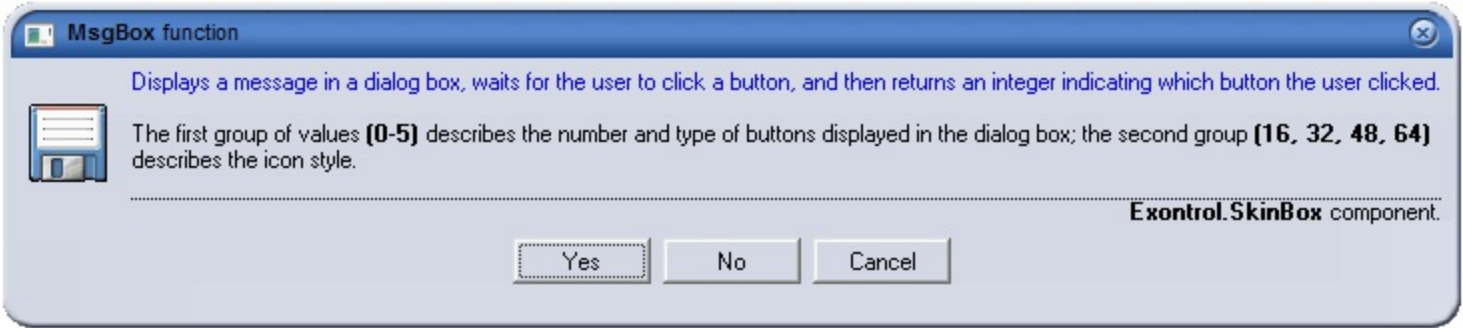 MsgBox function
Displays a message in a dialog box, waits for the user to click a button, and then returns an integer indicating which button the user clicked.
The first group of values (0-5) describes the number and type of buttons displayed in the dialog box; the second group (16, 32, 48, 64)
describes the icon style.
Exontrol.SkinBox component.
Yes No Cancel